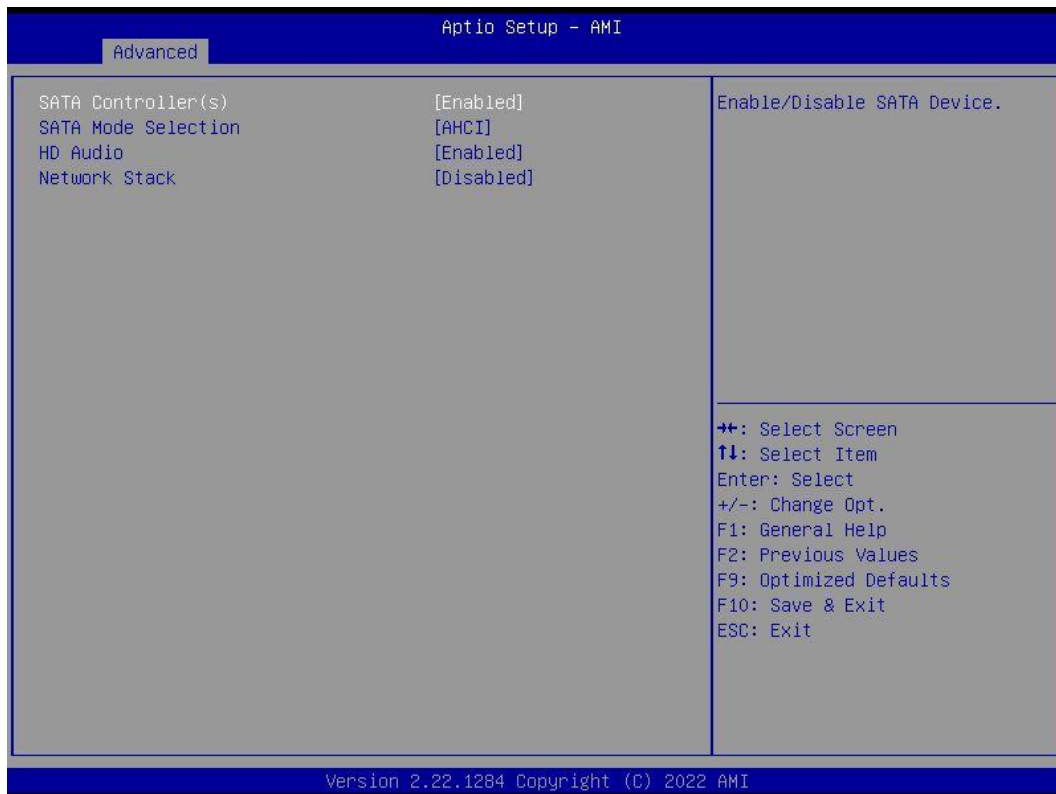 Aptio Setup – AMI
Advanced
SATA Controller(s) [Enabled]
SATA Mode Selection [AHCI]
HD Audio [Enabled]
Network Stack [Disabled]
Enable/Disable SATA Device.
→←: Select Screen
↑↓: Select Item
Enter: Select
+/-: Change Opt.
F1: General Help
F2: Previous Values
F9: Optimized Defaults
F10: Save & Exit
ESC: Exit
Version 2.22.1284 Copyright (C) 2022 AMI